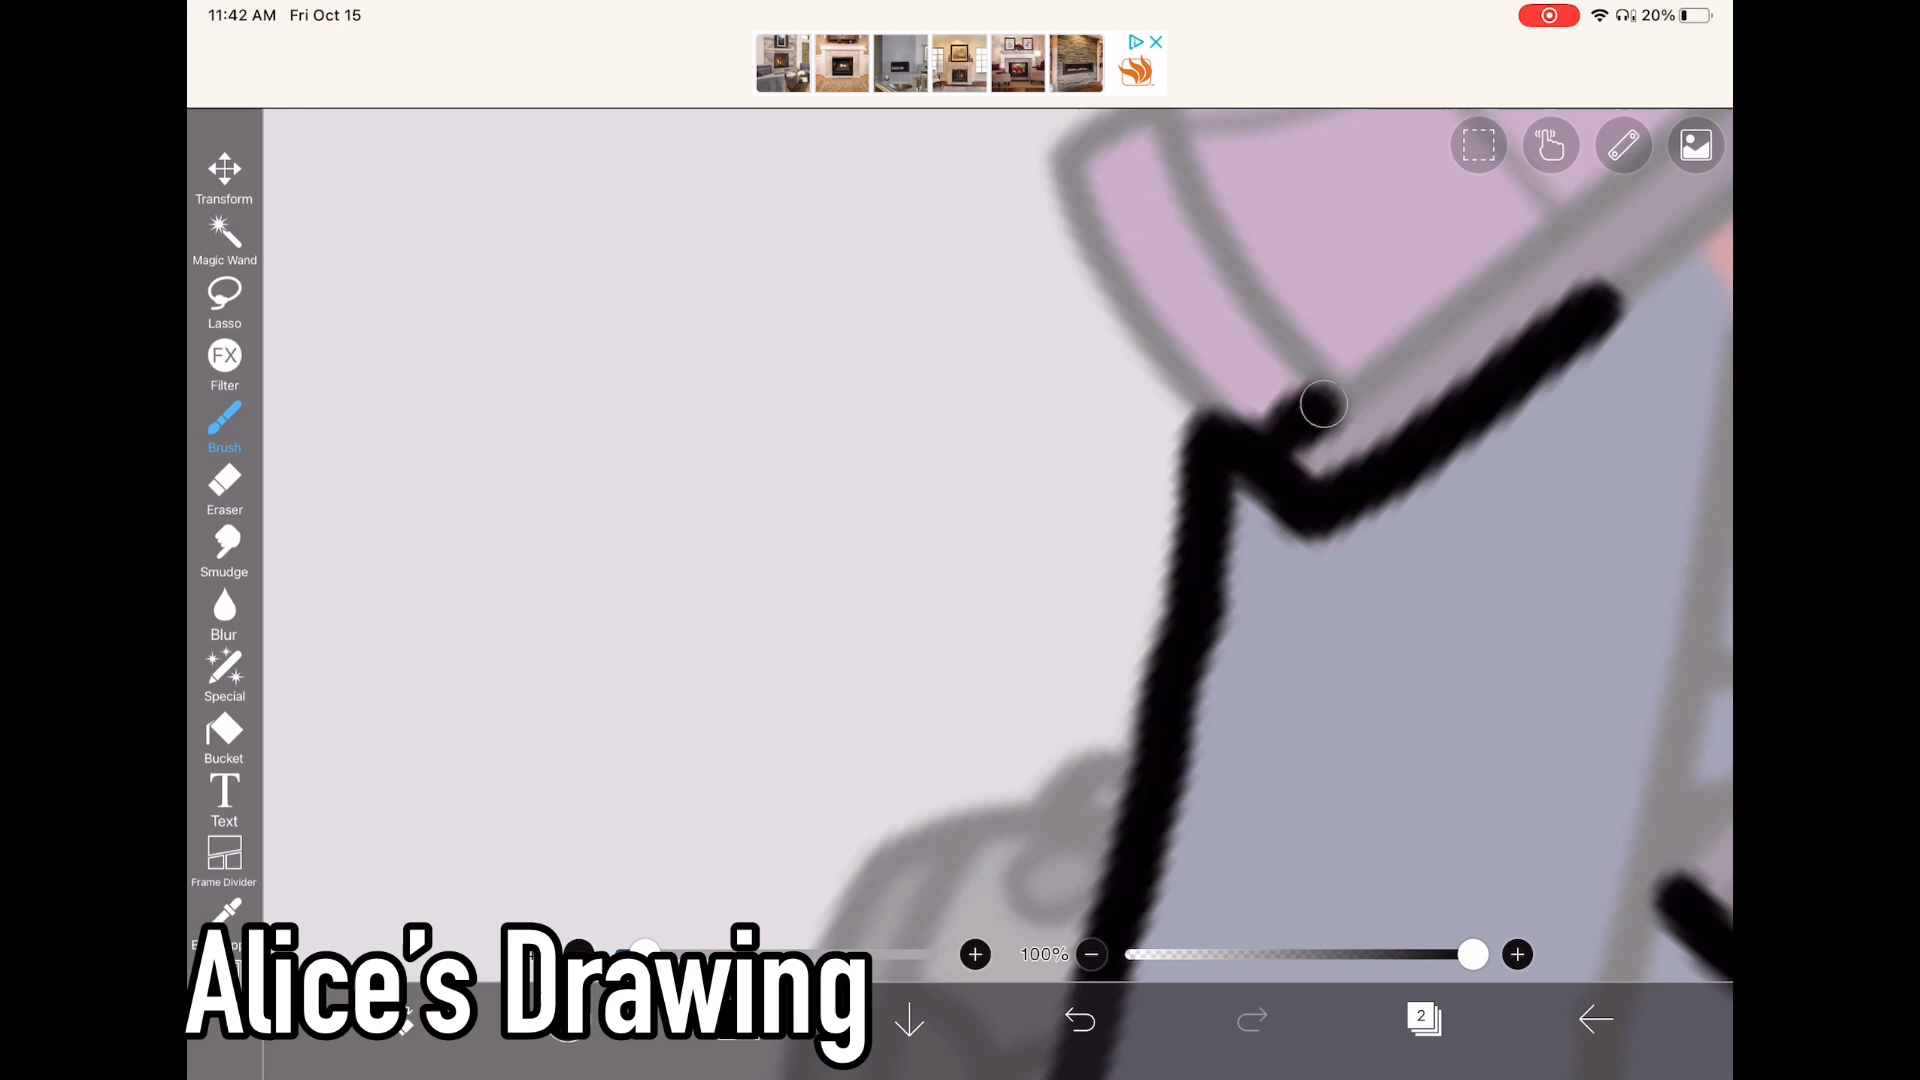 11:42 AM Fri Oct 15
20%
Transform
Magic Wand
Lasso
FX
Filter
Brush
Eraser
Smudge
Blur
Special
Bucket
T
Text
Frame Divider
100%
Alice's Drawing
2